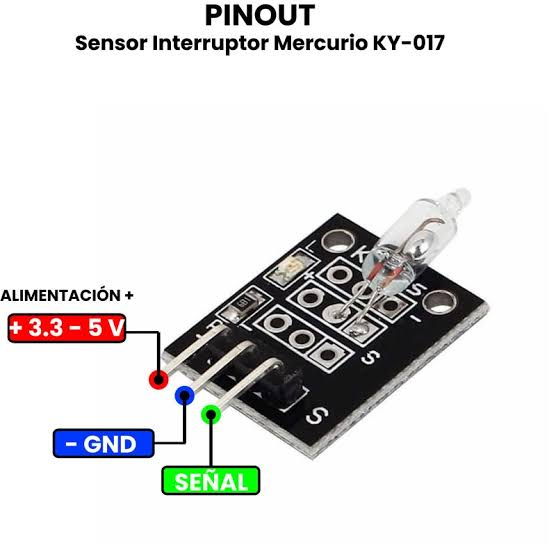 PINOUT
Sensor Interruptor Mercurio KY-017
ALIMENTACIÓN +
+ 3.3 - 5 V
- GND
SEÑAL
L
K
S
+
-
S
S